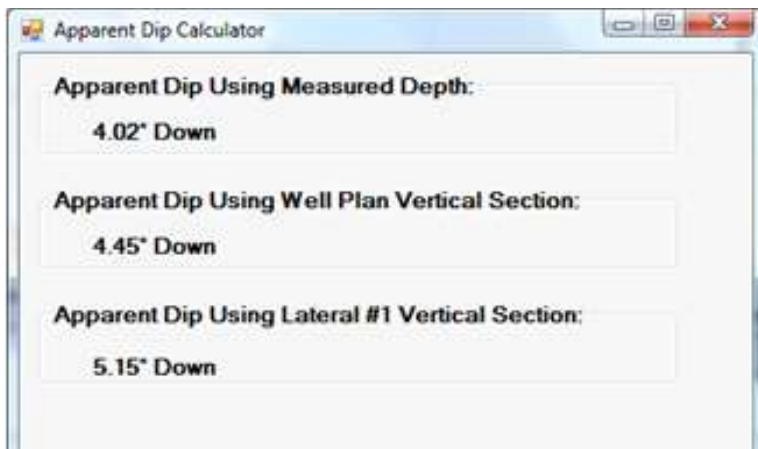 Apparent Dip Calculator
Apparent Dip Using Measured Depth:
4.02° Down
Apparent Dip Using Well Plan Vertical Section:
4.45° Down
Apparent Dip Using Lateral #1 Vertical Section:
5.15° Down